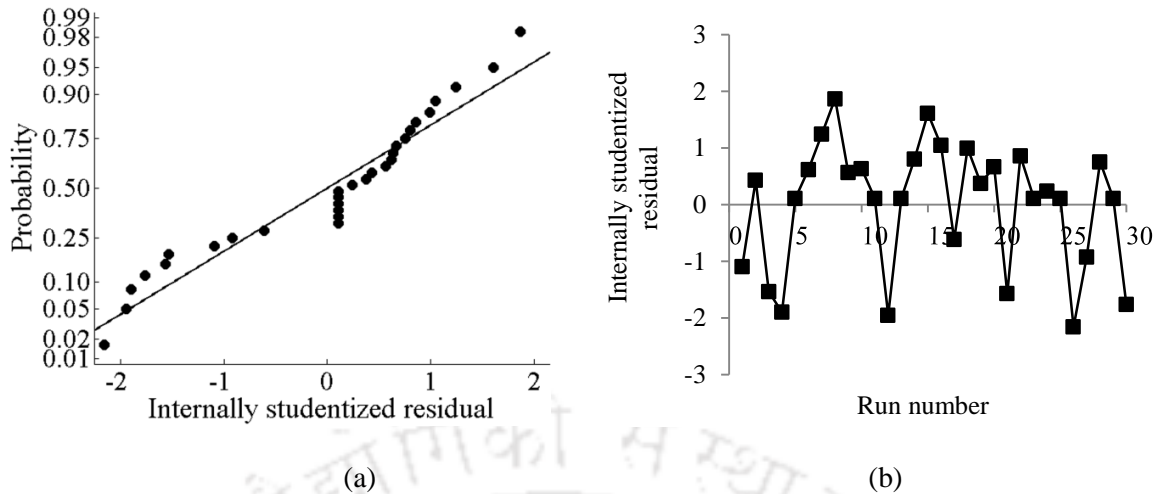 0.99
0.98
0.95
0.90
0.75
0.50
0.25
0.10
0.05
0.02
0.01
Probability
-2 -1 0 1 2
Internally studentized residual
(a)
3
2
1
0
-1
-2
-3
Internally studentized
residual
0 5 10 15 20 25 30
Run number
(b)